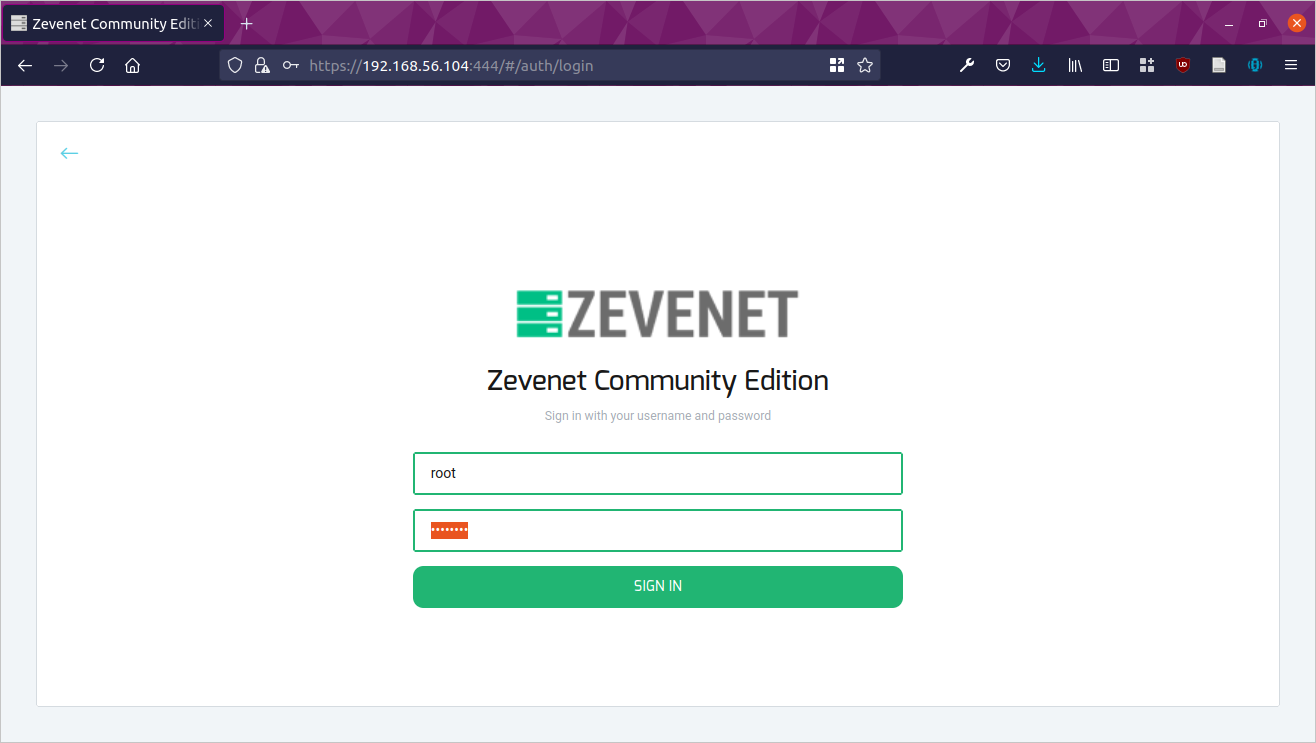 Zevenet Community Edit
https://192.168.56.104:444/#/auth/login
ZEVENET
Zevenet Community Edition
Sign in with your username and password
root
••••••••
SIGN IN